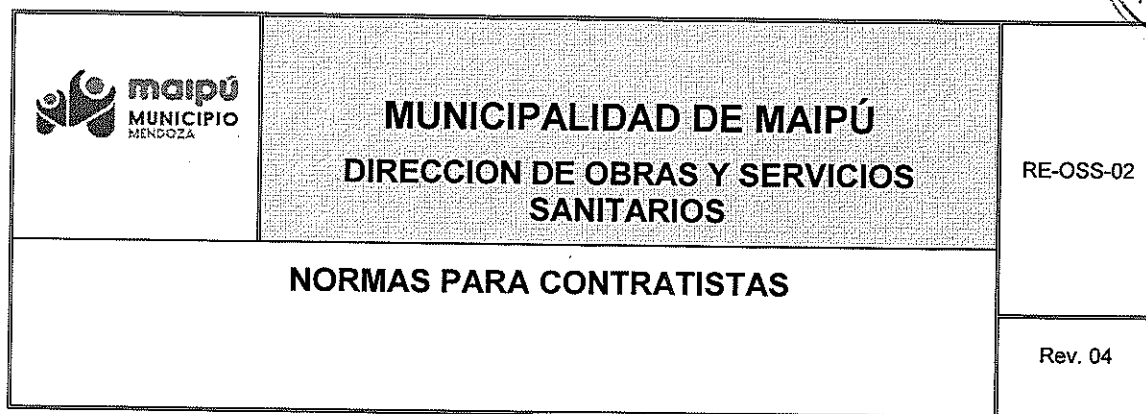 maipú
MUNICIPIO
MENDOZA
MUNICIPALIDAD DE MAIPÚ
DIRECCION DE OBRAS Y SERVICIOS
SANITARIOS
RE-OSS-02
NORMAS PARA CONTRATISTAS
Rev. 04